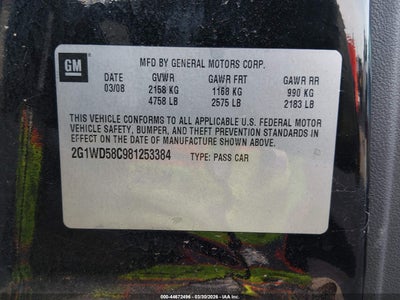 GM
MFD BY GENERAL MOTORS CORP.
DATE GVWR GAWR FRT GAWR RR
03/08 2158 KG 1168 KG 990 KG
4758 LB 2575 LB 2183 LB
THIS VEHICLE CONFORMS TO ALL APPLICABLE U.S. FEDERAL MOTOR
VEHICLE SAFETY, BUMPER, AND THEFT PREVENTION STANDARDS IN
EFFECT ON THE DATE OF MANUFACTURE SHOWN ABOVE.
2G1WD58C981253384 TYPE: PASS CAR
000-44672496 - 03/30/2026 - IAA Inc.